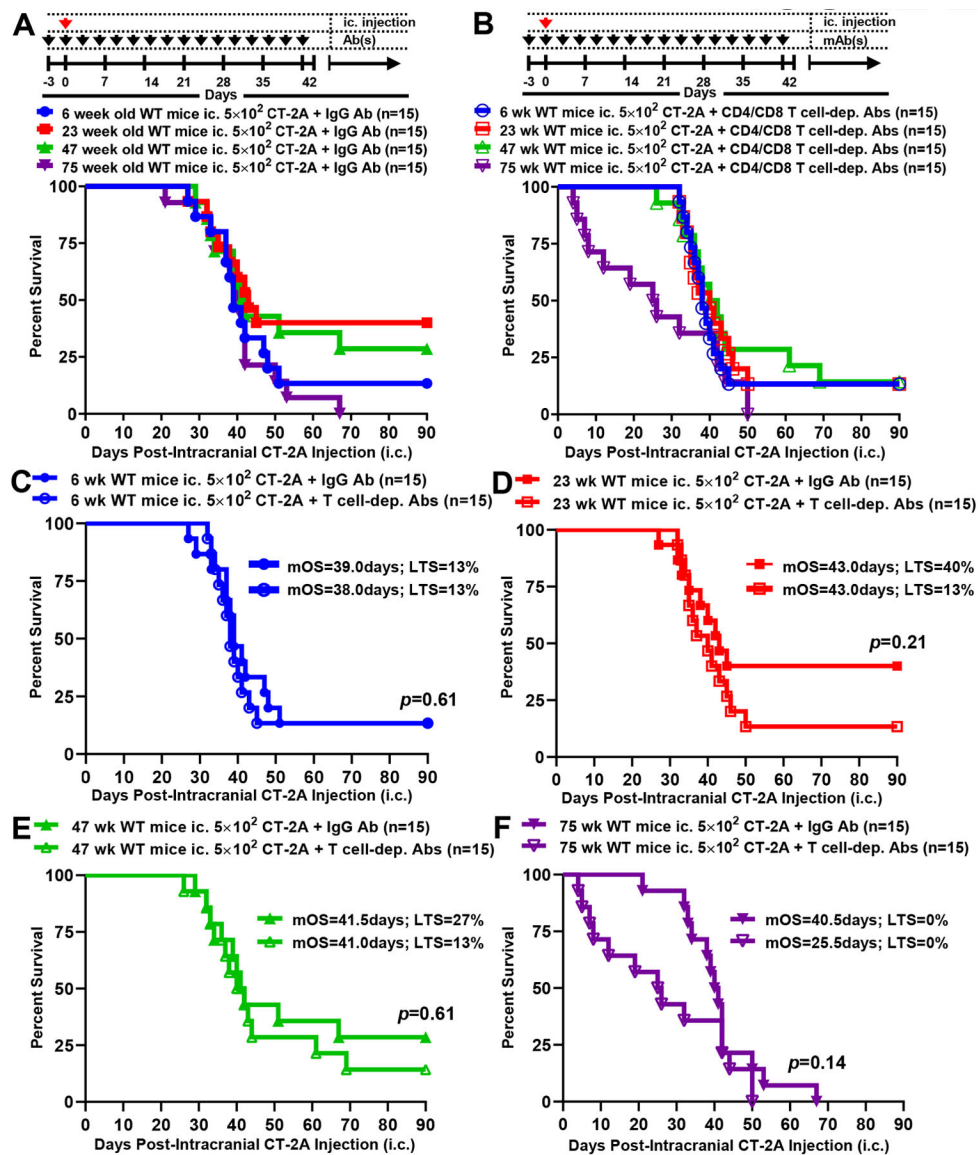 A
ic. injection
Ab(s)
-3 0 7 14 21 28 35 42
Days
6 week old WT mice ic. 5×10² CT-2A + IgG Ab (n=15)
23 week old WT mice ic. 5×10² CT-2A + IgG Ab (n=15)
47 week old WT mice ic. 5×10² CT-2A + IgG Ab (n=15)
75 week old WT mice ic. 5×10² CT-2A + IgG Ab (n=15)
Percent Survival
100
75
50
25
0
0 10 20 30 40 50 60 70 80 90
Days Post-Intracranial CT-2A Injection (i.c.)
B
ic. injection
mAb(s)
-3 0 7 14 21 28 35 42
Days
6 wk WT mice ic. 5×10² CT-2A + CD4/CD8 T cell-dep. Abs (n=15)
23 wk WT mice ic. 5×10² CT-2A + CD4/CD8 T cell-dep. Abs (n=15)
47 wk WT mice ic. 5×10² CT-2A + CD4/CD8 T cell-dep. Abs (n=15)
75 wk WT mice ic. 5×10² CT-2A + CD4/CD8 T cell-dep. Abs (n=15)
Percent Survival
100
75
50
25
0
0 10 20 30 40 50 60 70 80 90
Days Post-Intracranial CT-2A Injection (i.c.)
C
6 wk WT mice ic. 5×10² CT-2A + IgG Ab (n=15)
6 wk WT mice ic. 5×10² CT-2A + T cell-dep. Abs (n=15)
mOS=39.0days; LTS=13%
mOS=38.0days; LTS=13%
p=0.61
Percent Survival
100
75
50
25
0
0 10 20 30 40 50 60 70 80 90
Days Post-Intracranial CT-2A Injection (i.c.)
D
23 wk WT mice ic. 5×10² CT-2A + IgG Ab (n=15)
23 wk WT mice ic. 5×10² CT-2A + T cell-dep. Abs (n=15)
mOS=43.0days; LTS=40%
mOS=43.0days; LTS=13%
p=0.21
Percent Survival
100
75
50
25
0
0 10 20 30 40 50 60 70 80 90
Days Post-Intracranial CT-2A Injection (i.c.)
E
47 wk WT mice ic. 5×10² CT-2A + IgG Ab (n=15)
47 wk WT mice ic. 5×10² CT-2A + T cell-dep. Abs (n=15)
mOS=41.5days; LTS=27%
mOS=41.0days; LTS=13%
p=0.61
Percent Survival
100
75
50
25
0
0 10 20 30 40 50 60 70 80 90
Days Post-Intracranial CT-2A Injection (i.c.)
F
75 wk WT mice ic. 5×10² CT-2A + IgG Ab (n=15)
75 wk WT mice ic. 5×10² CT-2A + T cell-dep. Abs (n=15)
mOS=40.5days; LTS=0%
mOS=25.5days; LTS=0%
p=0.14
Percent Survival
100
75
50
25
0
0 10 20 30 40 50 60 70 80 90
Days Post-Intracranial CT-2A Injection (i.c.)